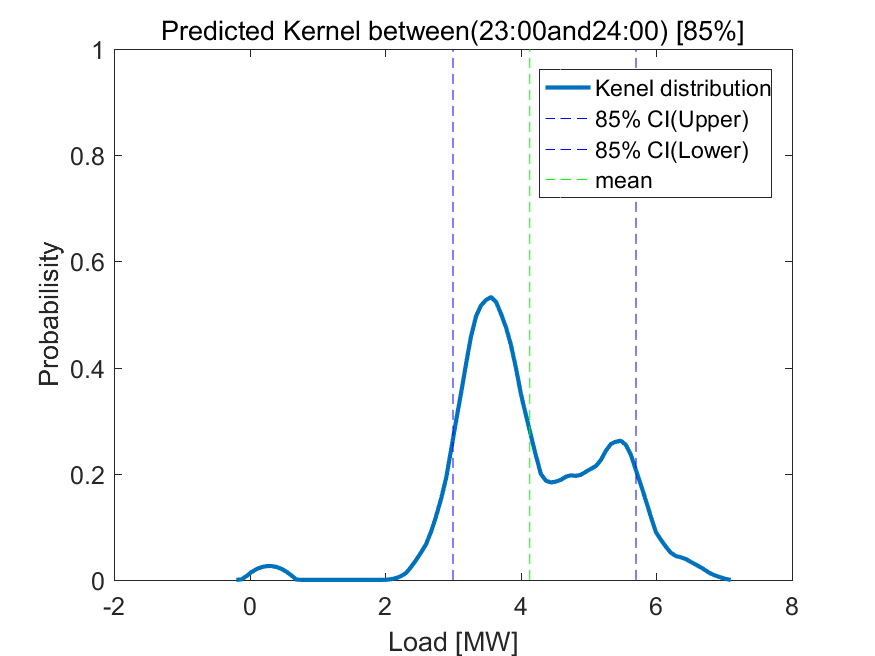 Predicted Kernel between(23:00and24:00) [85%]
1
0.8
0.6
0.4
0.2
0
Probabilisity
Kenel distribution
85% CI(Upper)
85% CI(Lower)
mean
-2 0 2 4 6 8
Load [MW]